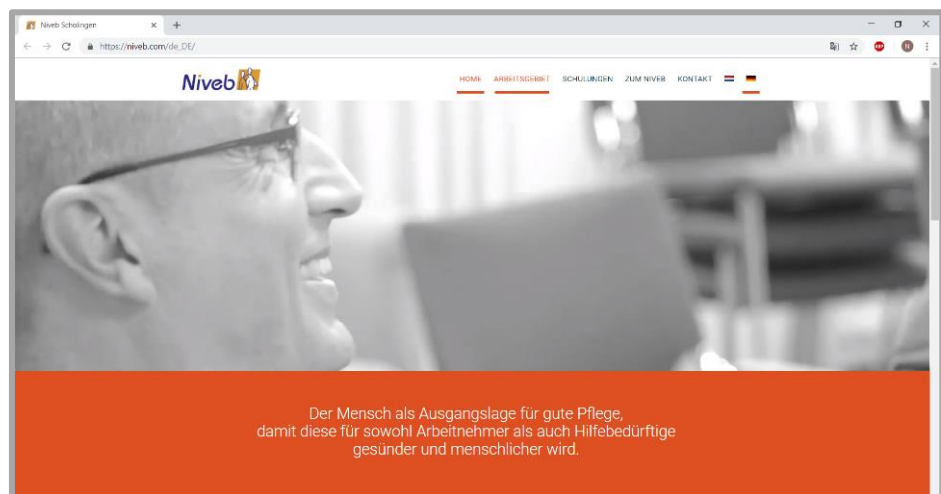 Niveb Scholingen
https://niveb.com/de_DE/
ABP
N
Niveb
HOME ARBEITSGEBIET SCHULUNGEN ZUM NIVEB KONTAKT
Der Mensch als Ausgangslage für gute Pflege,
damit diese für sowohl Arbeitnehmer als auch Hilfebedürftige
gesünder und menschlicher wird.